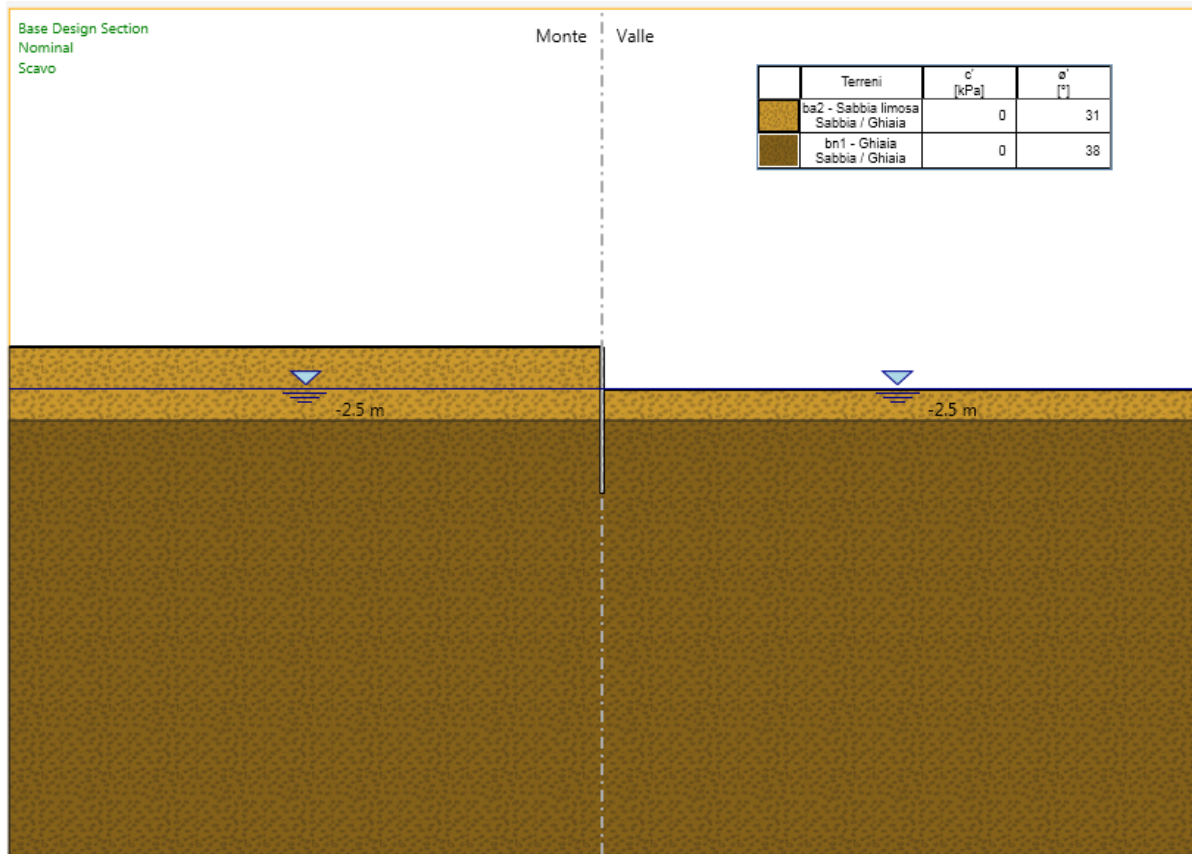 Base Design Section
Nominal
Scavo
Monte
Valle
Terreni
c'
[kPa]
ø'
[°]
ba2 - Sabbia limosa
Sabbia / Ghiaia
0
31
bn1 - Ghiaia
Sabbia / Ghiaia
0
38
-2.5 m
-2.5 m